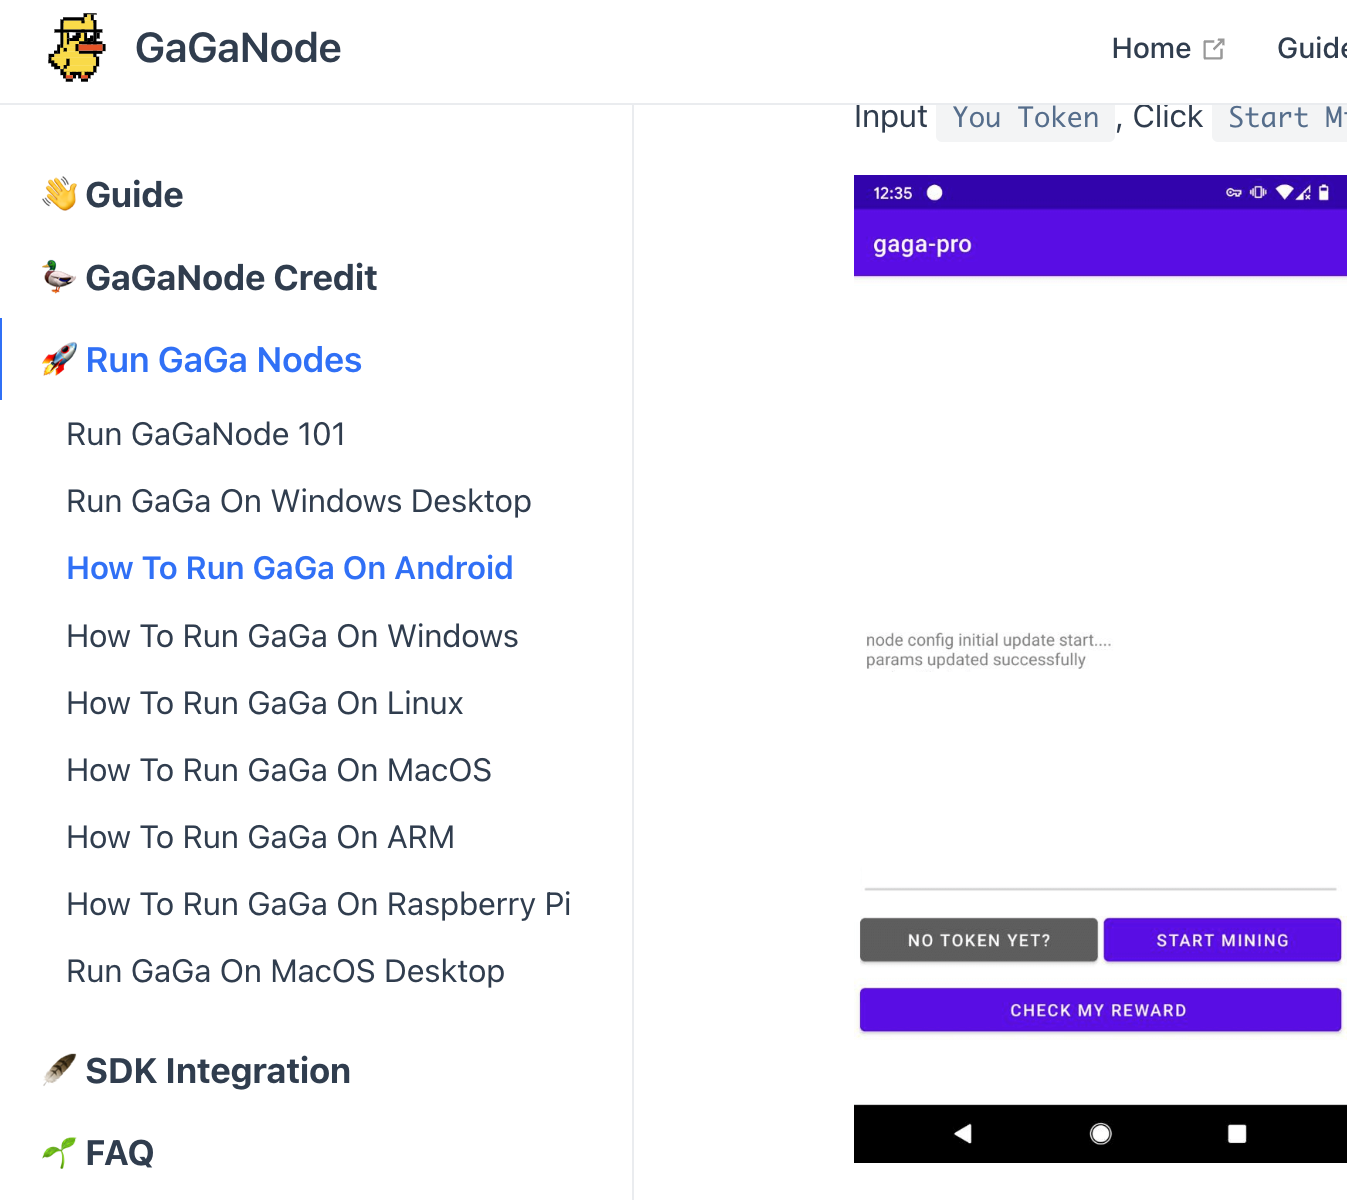 GaGaNode
Home
Guide
Input You Token, Click Start M
👋 Guide
🦆 GaGaNode Credit
🚀 Run GaGa Nodes
Run GaGaNode 101
Run GaGa On Windows Desktop
How To Run GaGa On Android
How To Run GaGa On Windows
How To Run GaGa On Linux
How To Run GaGa On MacOS
How To Run GaGa On ARM
How To Run GaGa On Raspberry Pi
Run GaGa On MacOS Desktop
🪶 SDK Integration
🌱 FAQ
12:35
gaga-pro
node config initial update start....
params updated successfully
NO TOKEN YET?
START MINING
CHECK MY REWARD